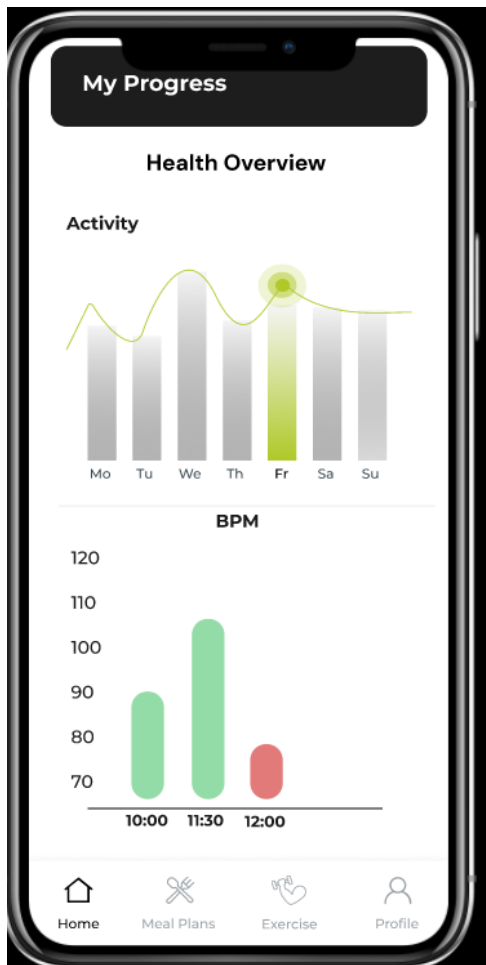 My Progress
Health Overview
Activity
Mo Tu We Th Fr Sa Su
BPM
120
110
100
90
80
70
10:00 11:30 12:00
Home Meal Plans Exercise Profile